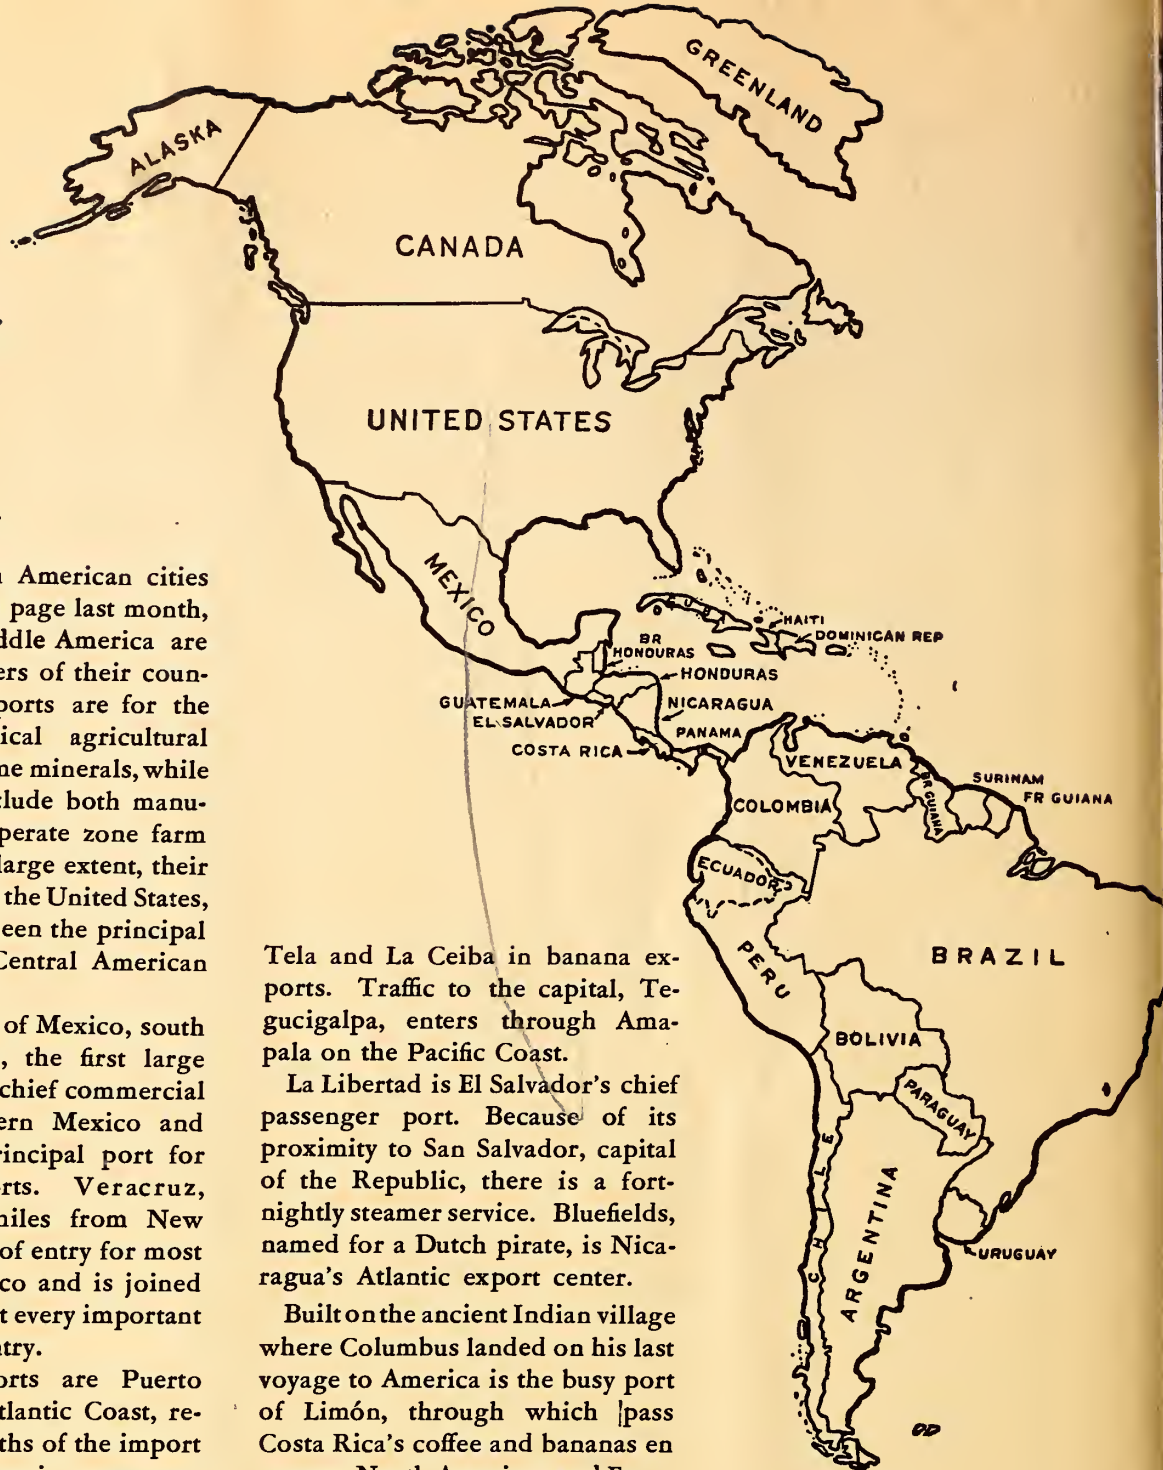 GREENLAND
ALASKA
CANADA
UNITED STATES
MEXICO
CUBA
HAITI
DOMINICAN REP
BR
HONDURAS
HONDURAS
GUATEMALA
NICARAGUA
EL SALVADOR
PANAMA
COSTA RICA
VENEZUELA
SURINAM
FR GUIANA
BR GUIANA
COLOMBIA
ECUADOR
PERU
BRAZIL
BOLIVIA
PARAGUAY
CHILE
ARGENTINA
URUGUAY
American cities
page last month,
ddle America are
ers of their coun-
ports are for the
ical agricultural
ne minerals, while
clude both manu-
perate zone farm
large extent, their
the United States,
een the principal
Central American
of Mexico, south
, the first large
chief commercial
ern Mexico and
rincipal port for
rts. Veracruz,
miles from New
of entry for most
co and is joined
t every important
try.
orts are Puerto
tlantic Coast, re-
ths of the import
Tela and La Ceiba in banana ex-
ports. Traffic to the capital, Te-
gucigalpa, enters through Ama-
pala on the Pacific Coast.
La Libertad is El Salvador's chief
passenger port. Because of its
proximity to San Salvador, capital
of the Republic, there is a fort-
nightly steamer service. Bluefields,
named for a Dutch pirate, is Nica-
ragua's Atlantic export center.
Built on the ancient Indian village
where Columbus landed on his last
voyage to America is the busy port
of Limón, through which pass
Costa Rica's coffee and bananas en